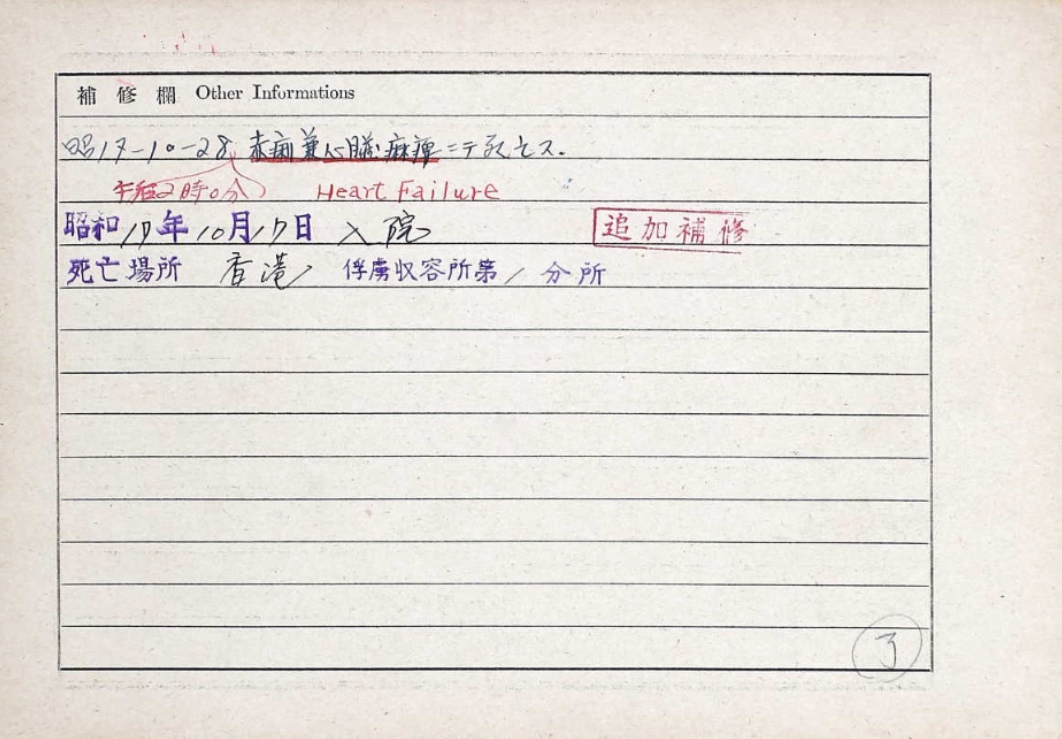 補修欄 Other Informations
昭17-10-28 赤痢兼心臓麻痺ニテ死亡ス.
午后2時0分 Heart Failure
昭和17年10月17日 入院 追加補修
死亡場所 香港 俘虜収容所第1分所
了